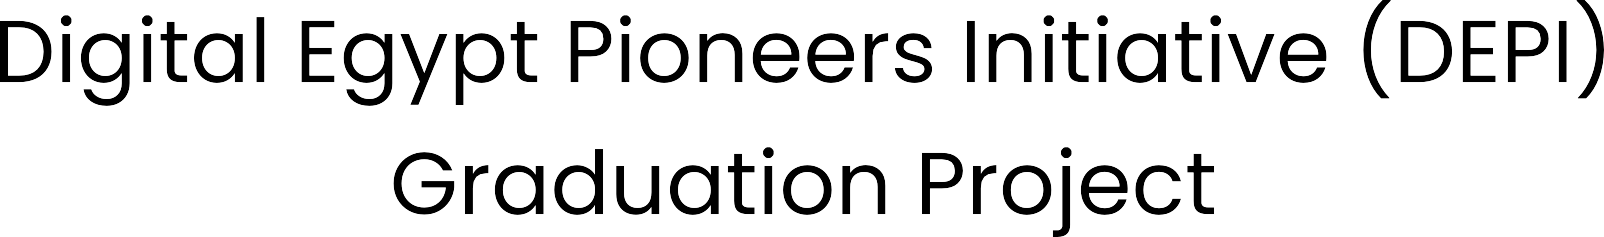 Digital Egypt Pioneers Initiative (DEPI)
Graduation Project